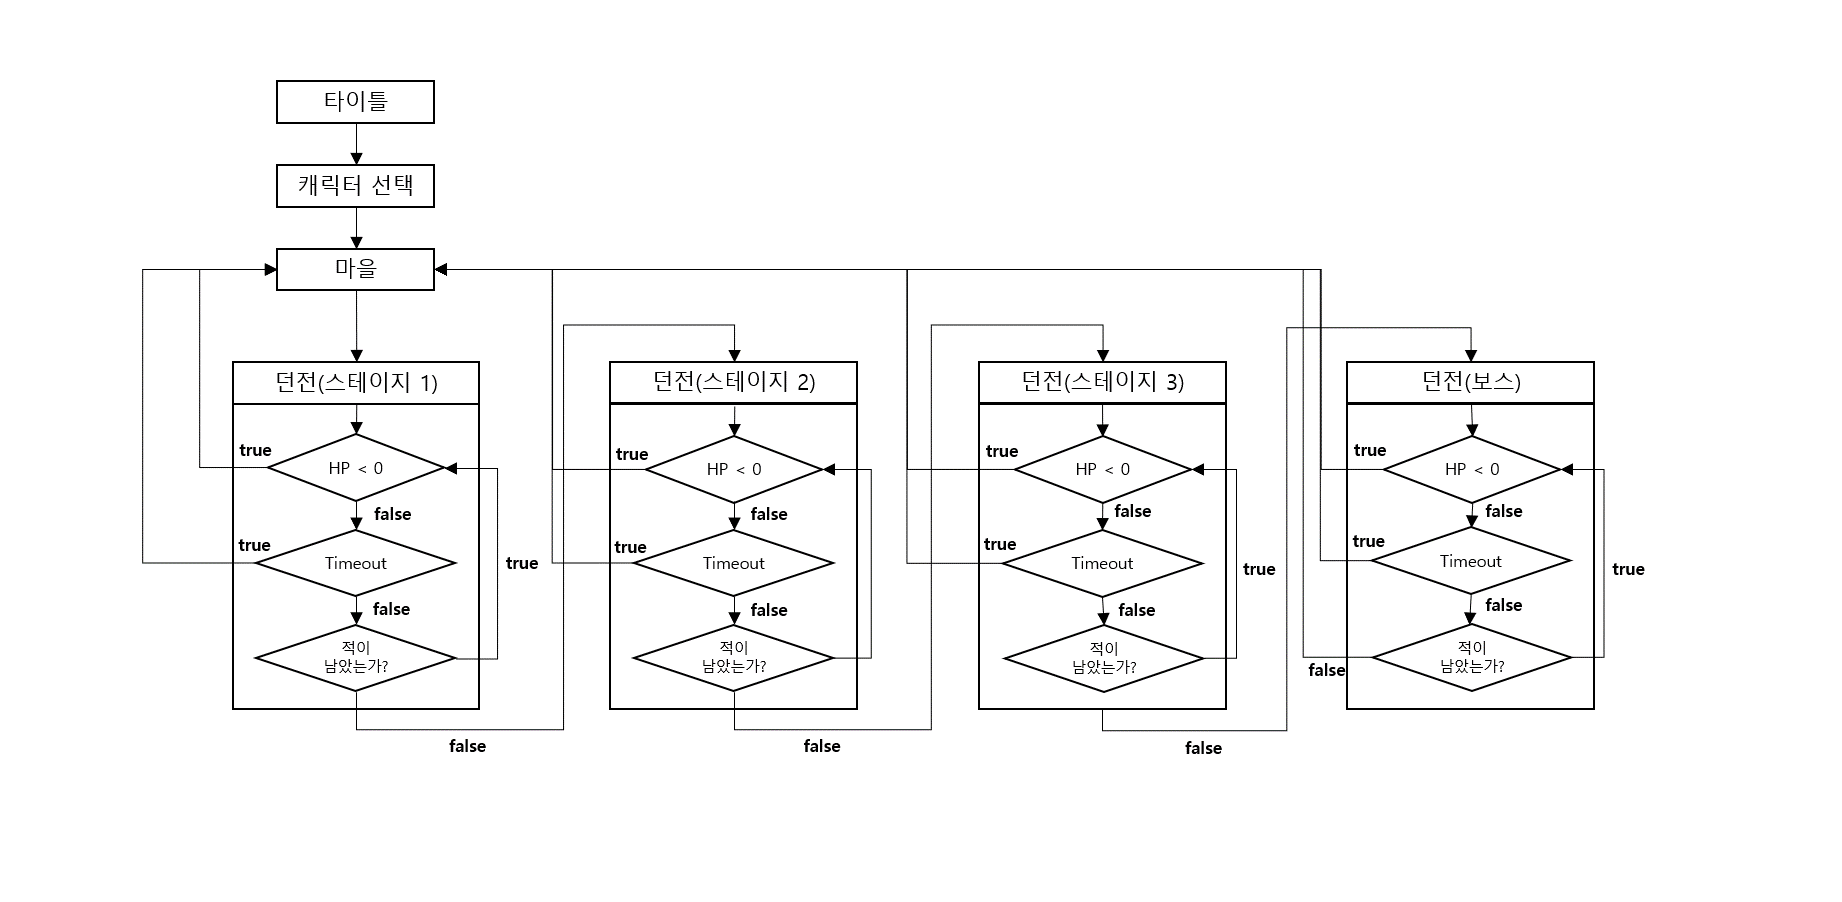 타이틀
캐릭터 선택
마을
던전(스테이지 1)
true
HP < 0
false
true
Timeout
true
false
적이
남았는가?
false
던전(스테이지 2)
true
HP < 0
false
true
Timeout
false
적이
남았는가?
false
던전(스테이지 3)
true
HP < 0
false
true
Timeout
true
false
적이
남았는가?
false
던전(보스)
true
HP < 0
false
true
Timeout
true
false
적이
남았는가?
false